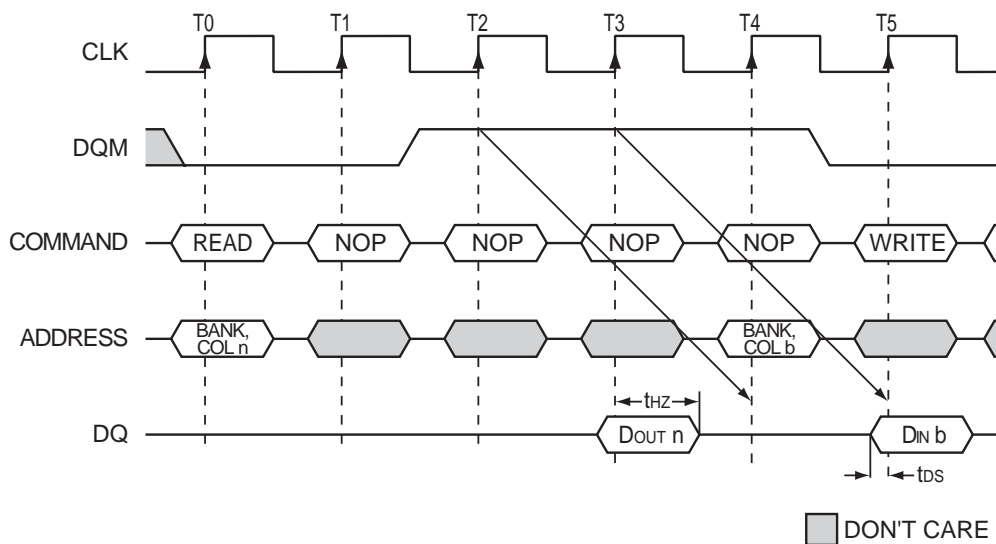 T0 T1 T2 T3 T4 T5
CLK
DQM
COMMAND READ NOP NOP NOP NOP WRITE
ADDRESS BANK, COL n BANK, COL b
tHZ
DQ DOUT n DIN b
tDS
DON'T CARE